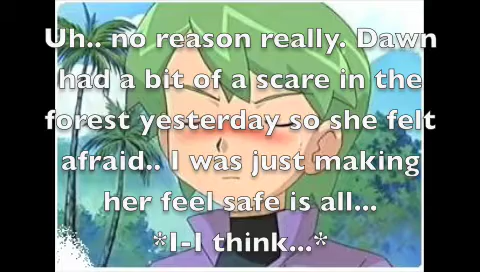 Uh.. no reason really. Dawn
had a bit of a scare in the
forest yesterday so she felt
afraid.. I was just making
her feel safe is all...
*I-I think...*